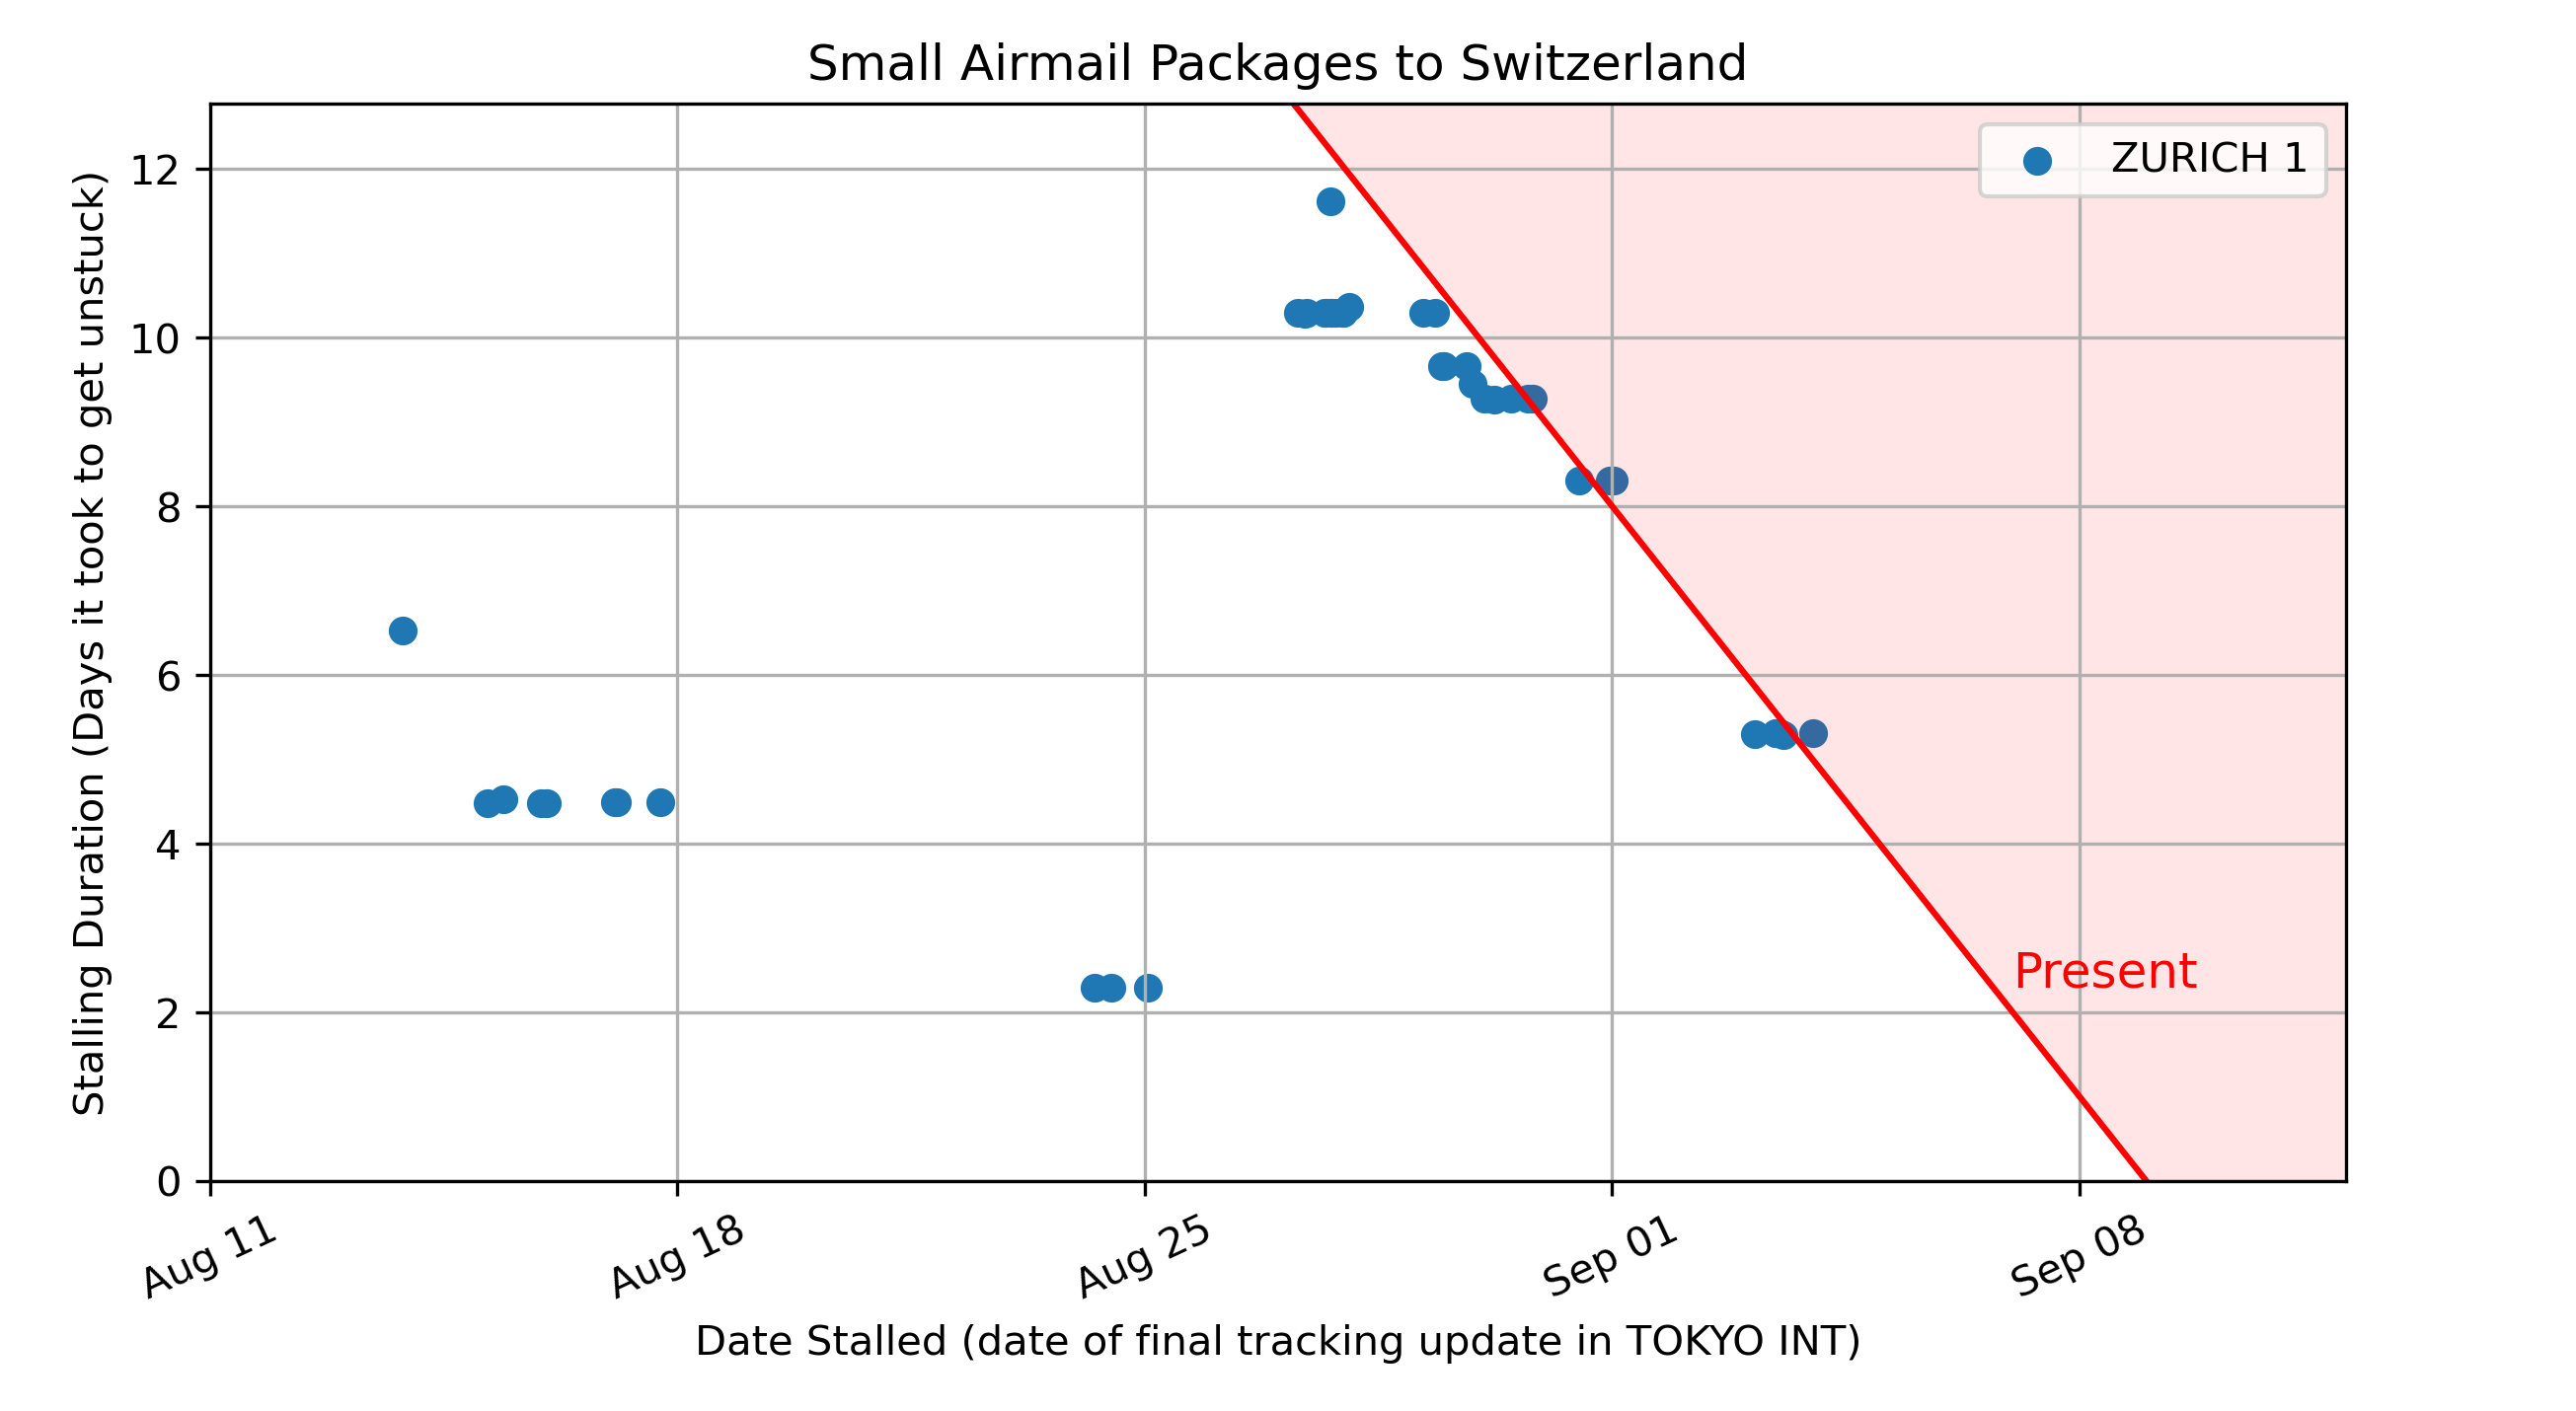 Small Airmail Packages to Switzerland
Stalling Duration (Days it took to get unstuck)
12
10
8
6
4
2
0
ZURICH 1
Present
Aug 11
Aug 18
Aug 25
Sep 01
Sep 08
Date Stalled (date of final tracking update in TOKYO INT)